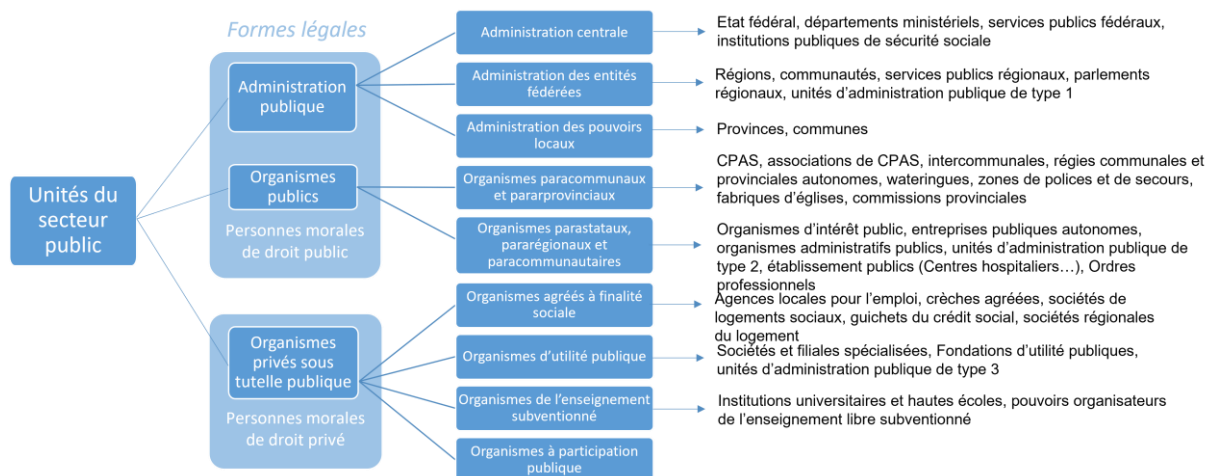 Formes légales
Unités du
secteur
public
Administration
publique
Organismes
publics
Personnes morales
de droit public
Organismes
privés sous
tutelle publique
Personnes morales
de droit privé
Administration centrale
Etat fédéral, départements ministériels, services publics fédéraux,
institutions publiques de sécurité sociale
Administration des entités
fédérées
Régions, communautés, services publics régionaux, parlements
régionaux, unités d’administration publique de type 1
Administration des pouvoirs
locaux
Provinces, communes
Organismes paracommunaux
et pararprovinciaux
CPAS, associations de CPAS, intercommunales, régies communales et
provinciales autonomes, wateringues, zones de polices et de secours,
fabriques d’églises, commissions provinciales
Organismes parastataux,
pararégionaux et
paracommunautaires
Organismes d’intérêt public, entreprises publiques autonomes,
organismes administratifs publics, unités d’administration publique de
type 2, établissement publics (Centres hospitaliers…), Ordres
professionnels
Organismes agréés à finalité
sociale
Agences locales pour l’emploi, crèches agréées, sociétés de
logements sociaux, guichets du crédit social, sociétés régionales
du logement
Organismes d’utilité publique
Sociétés et filiales spécialisées, Fondations d’utilité publiques,
unités d’administration publique de type 3
Organismes de l’enseignement
subventionné
Institutions universitaires et hautes écoles, pouvoirs organisateurs
de l’enseignement libre subventionné
Organismes à participation
publique